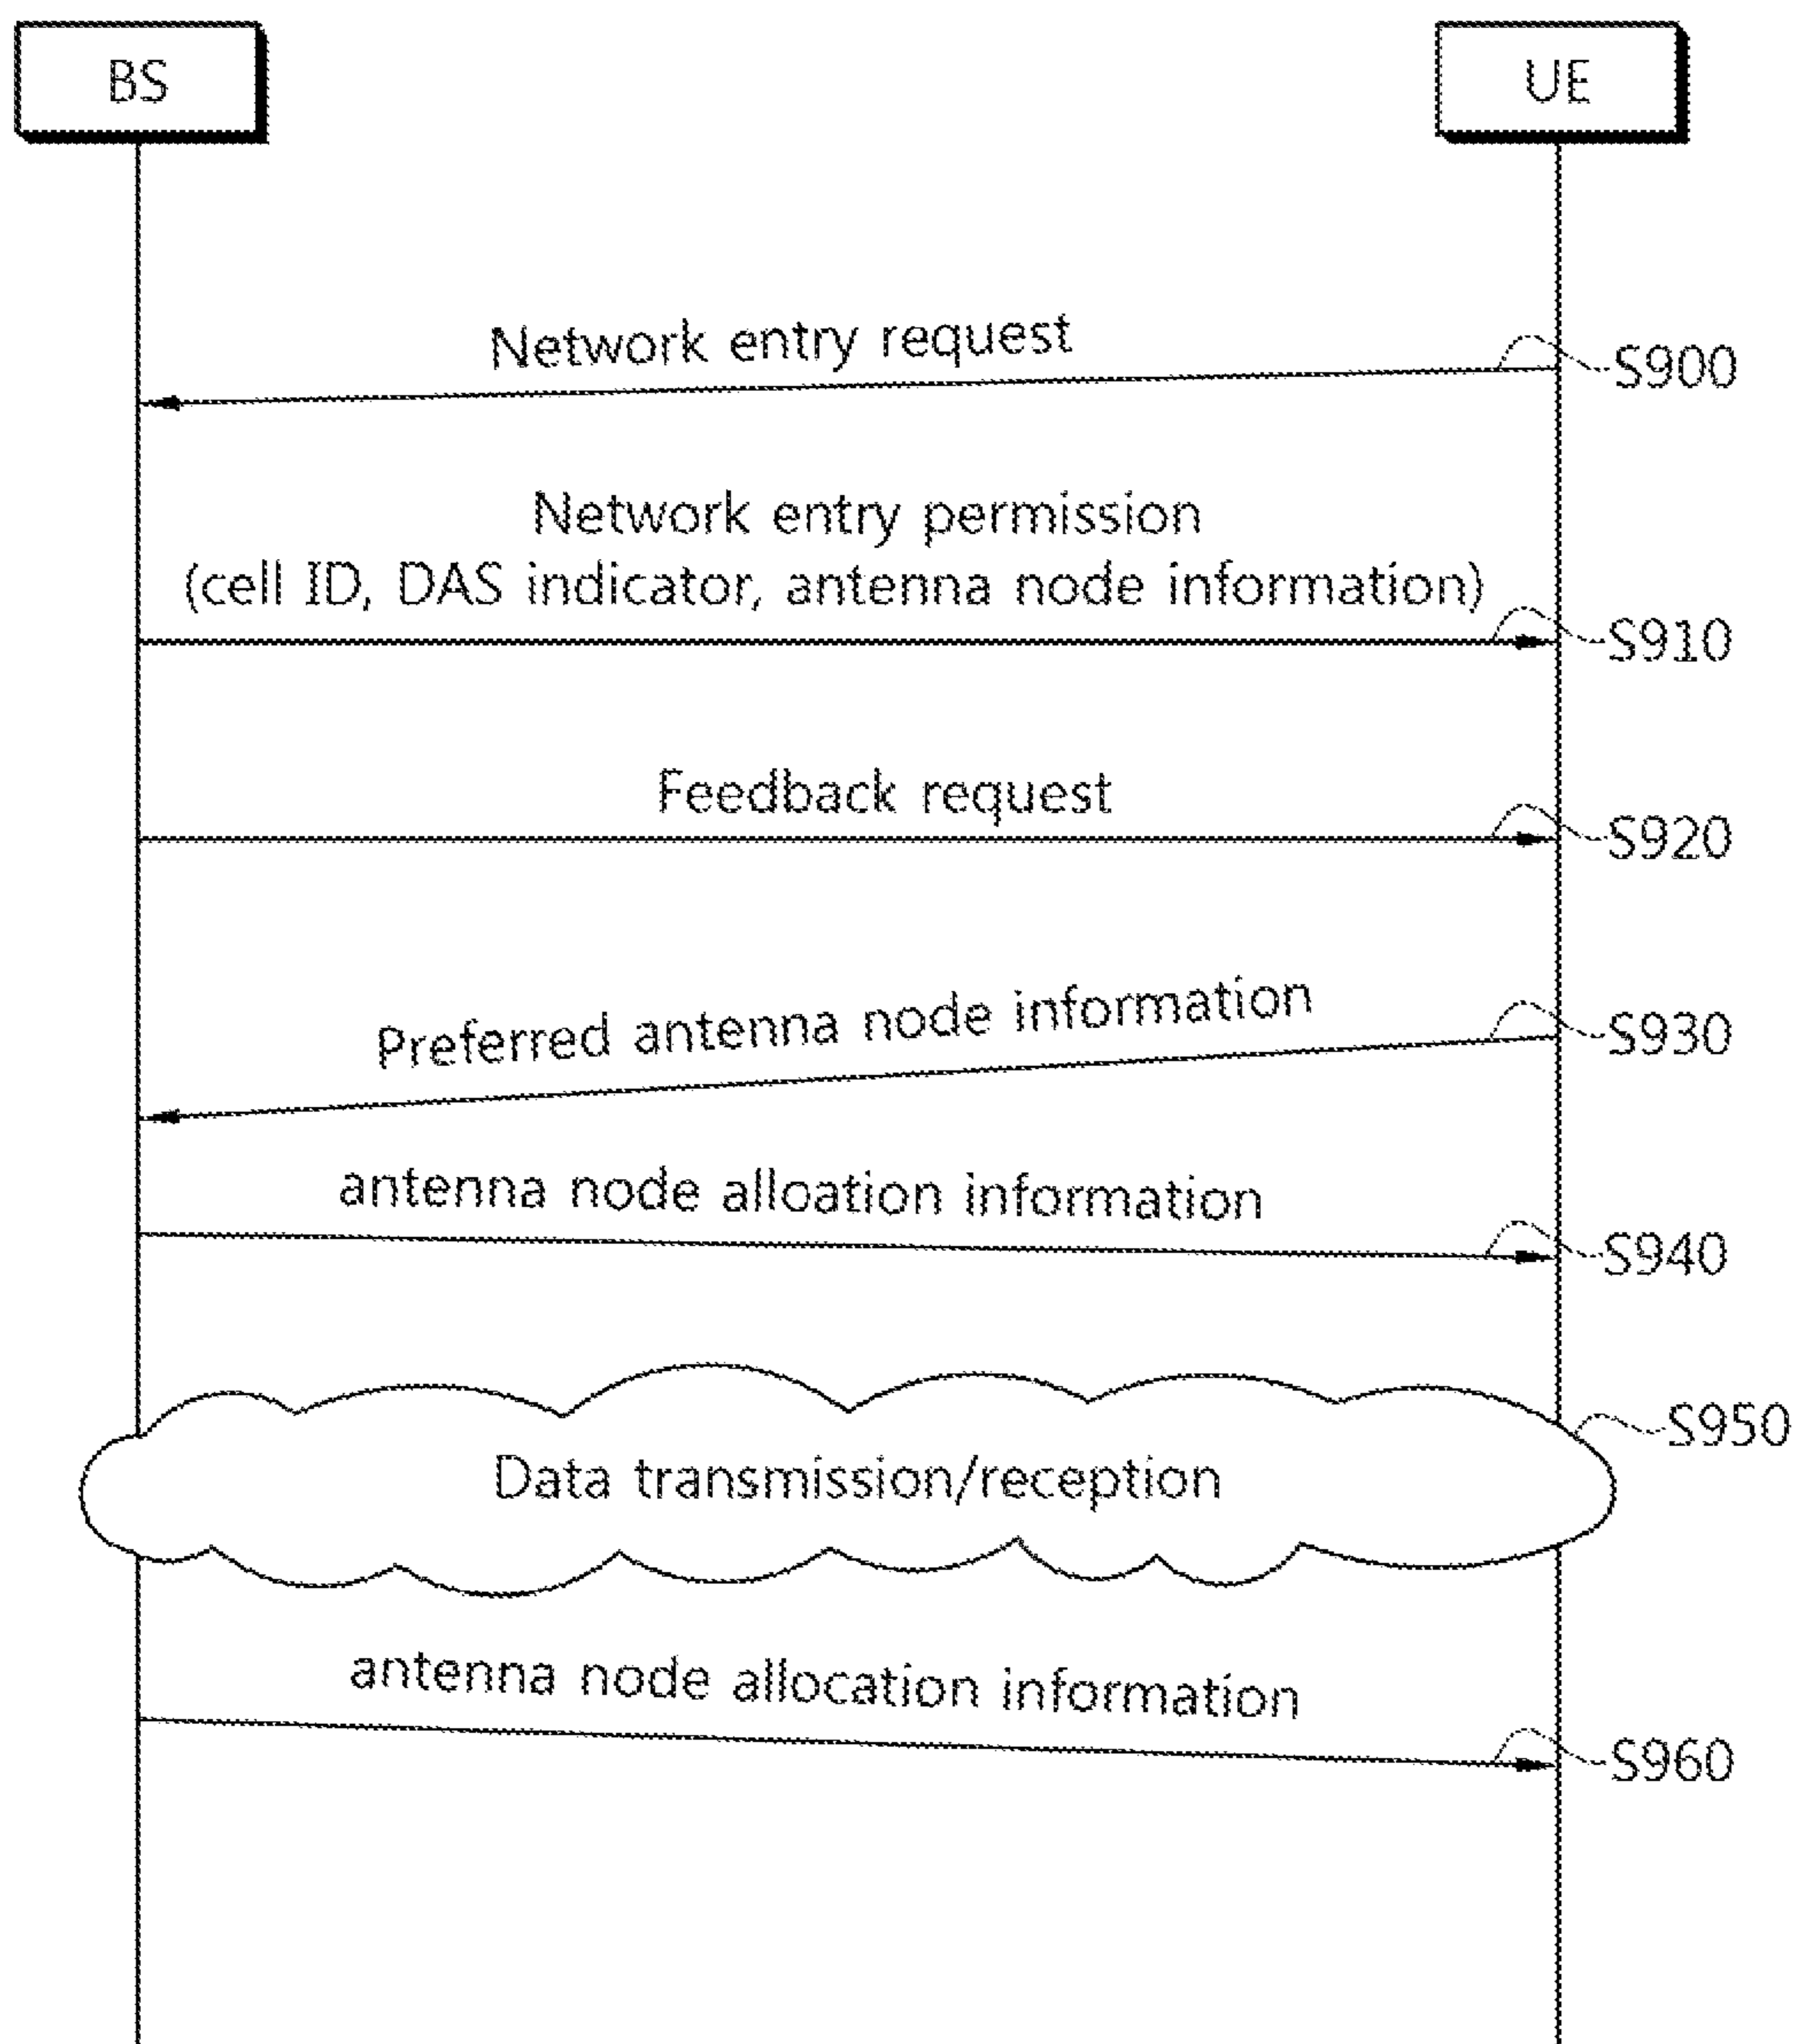 BS
UE
Network entry request
S900
Network entry permission
(cell ID, DAS indicator, antenna node information)
S910
Feedback request
S920
Preferred antenna node information
S930
antenna node alloation information
S940
S950
Data transmission/reception
antenna node allocation information
S960